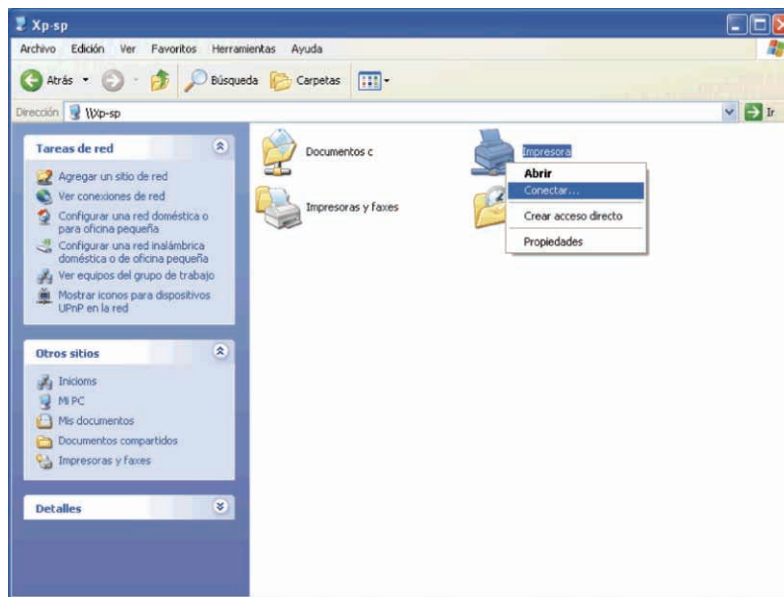 Xp-sp
Archivo Edición Ver Favoritos Herramientas Ayuda
Atrás Búsqueda Carpetas
Dirección \\Xp-sp Ir
Tareas de red
Agregar un sitio de red
Ver conexiones de red
Configurar una red doméstica o
para oficina pequeña
Configurar una red inalámbrica
doméstica o de oficina pequeña
Ver equipos del grupo de trabajo
Mostrar iconos para dispositivos
UPnP en la red
Otros sitios
Inicioms
Mi PC
Mis documentos
Documentos compartidos
Impresoras y faxes
Detalles
Documentos c
Impresora
Impresoras y faxes
Abrir
Conectar...
Crear acceso directo
Propiedades